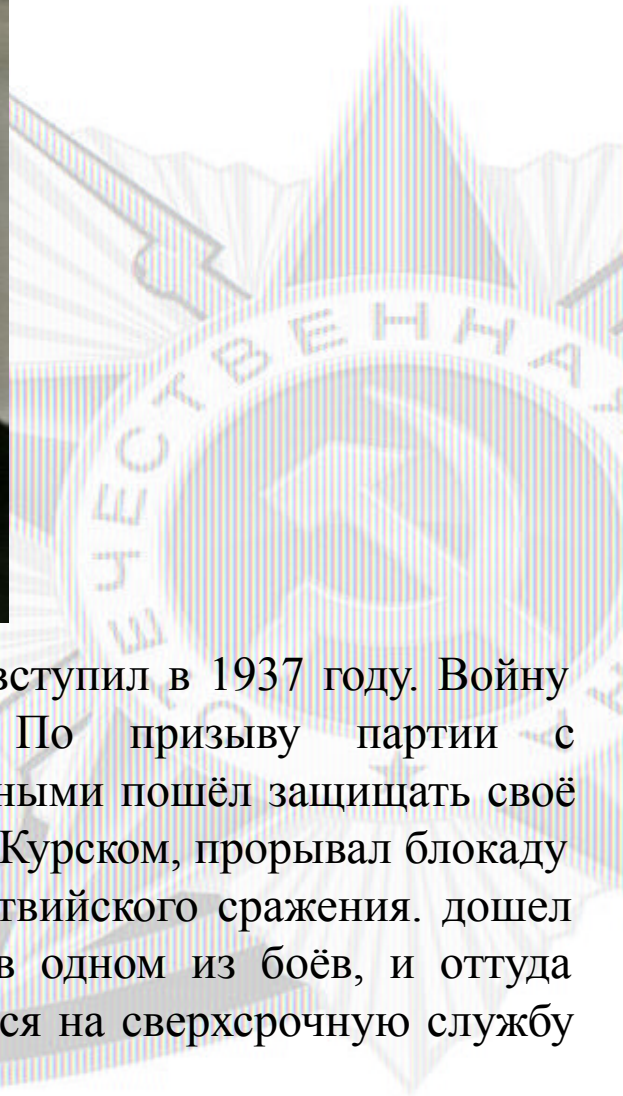 ЧЕСТВЕННАЯ
вступил в 1937 году. Войну
По призыву партии с
ными пошёл защищать своё
Курском, прорывал блокаду
твийского сражения. дошел
в одном из боёв, и оттуда
ся на сверхсрочную службу